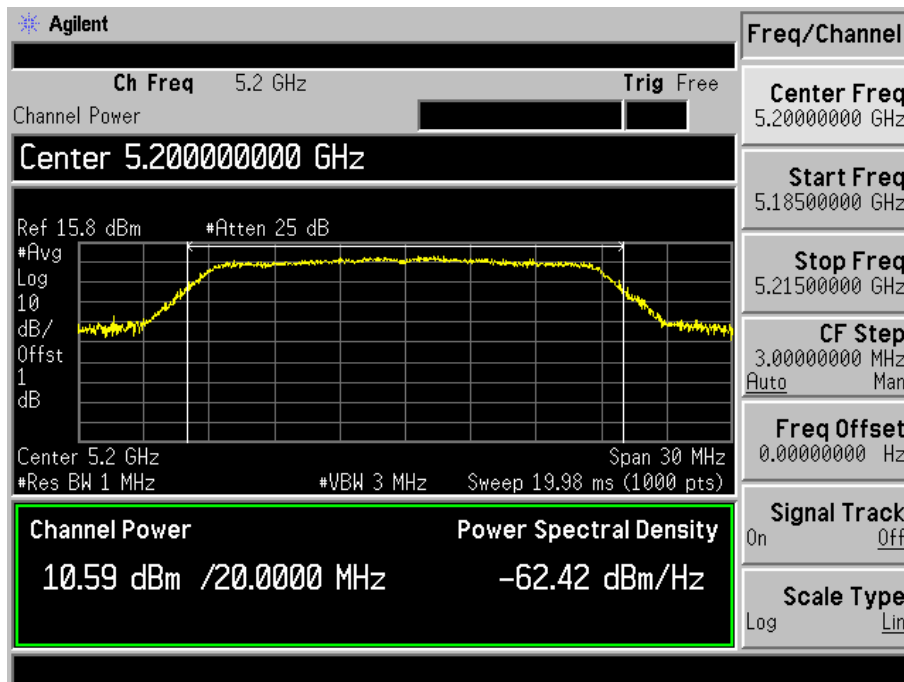 Agilent
Freq/Channel
Ch Freq 5.2 GHz Trig Free
Channel Power
Center 5.200000000 GHz
Ref 15.8 dBm #Atten 25 dB
#Avg
Log
10
dB/
Offst
1
dB
Center 5.2 GHz Span 30 MHz
#Res BW 1 MHz #VBW 3 MHz Sweep 19.98 ms (1000 pts)
Channel Power Power Spectral Density
10.59 dBm /20.0000 MHz -62.42 dBm/Hz
Center Freq
5.20000000 GHz
Start Freq
5.18500000 GHz
Stop Freq
5.21500000 GHz
CF Step
3.00000000 MHz
Auto Man
Freq Offset
0.00000000 Hz
Signal Track
On Off
Scale Type
Log Lin